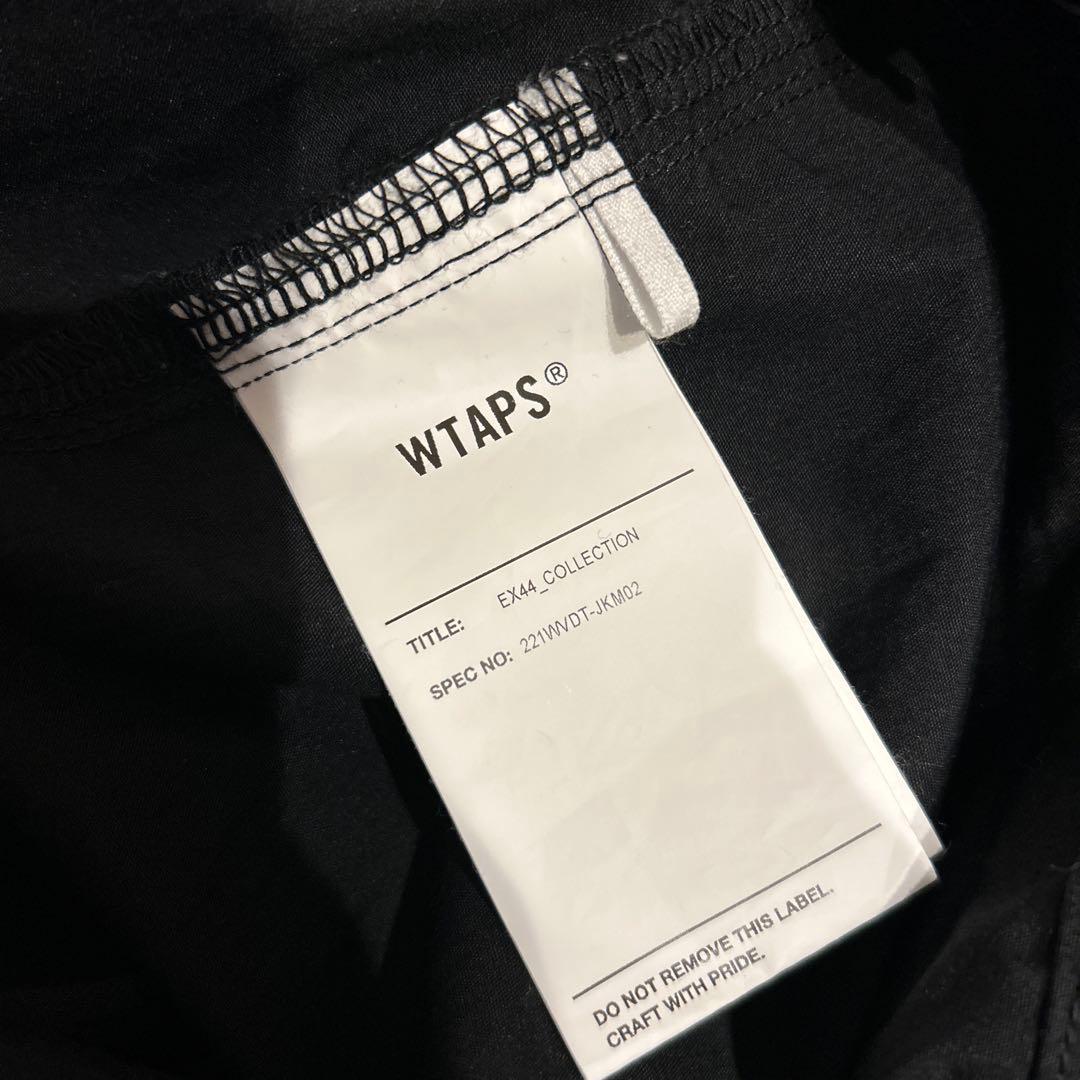 WTAPS®
TITLE: EX44_COLLECTION
SPEC NO: 221WVDT-JKM02
DO NOT REMOVE THIS LABEL.
CRAFT WITH PRIDE.